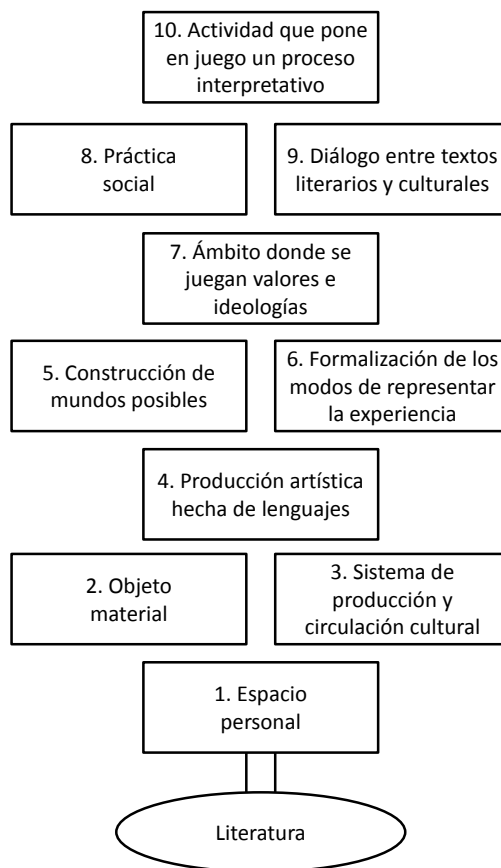 10. Actividad que pone
en juego un proceso
interpretativo
8. Práctica
social
9. Diálogo entre textos
literarios y culturales
7. Ámbito donde se
juegan valores e
ideologías
5. Construcción de
mundos posibles
6. Formalización de los
modos de representar
la experiencia
4. Producción artística
hecha de lenguajes
2. Objeto
material
3. Sistema de
producción y
circulación cultural
1. Espacio
personal
Literatura